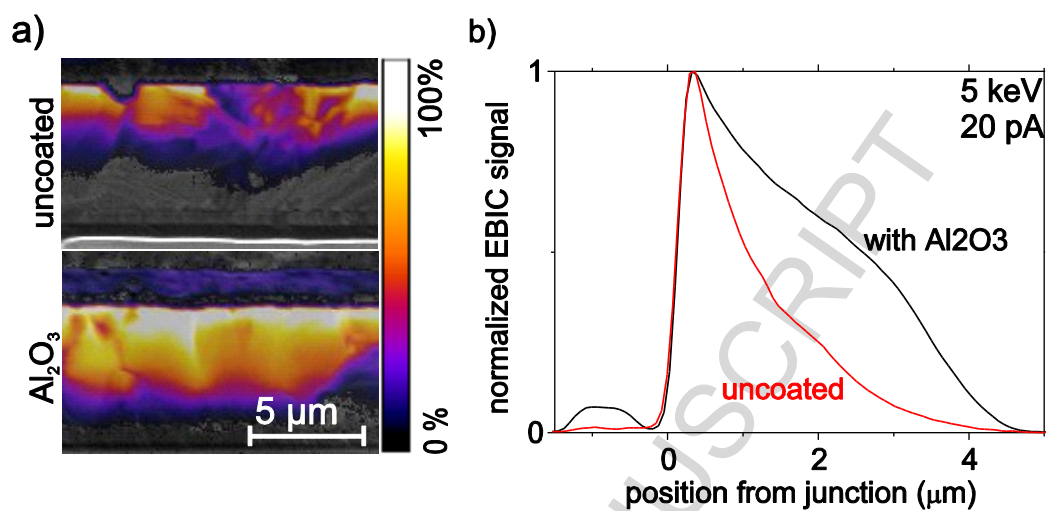 a)
uncoated
Al₂O₃
100%
0 %
5 μm
b)
normalized EBIC signal
1
0
5 keV
20 pA
with Al2O3
uncoated
0
2
4
position from junction (μm)
USCRIPT